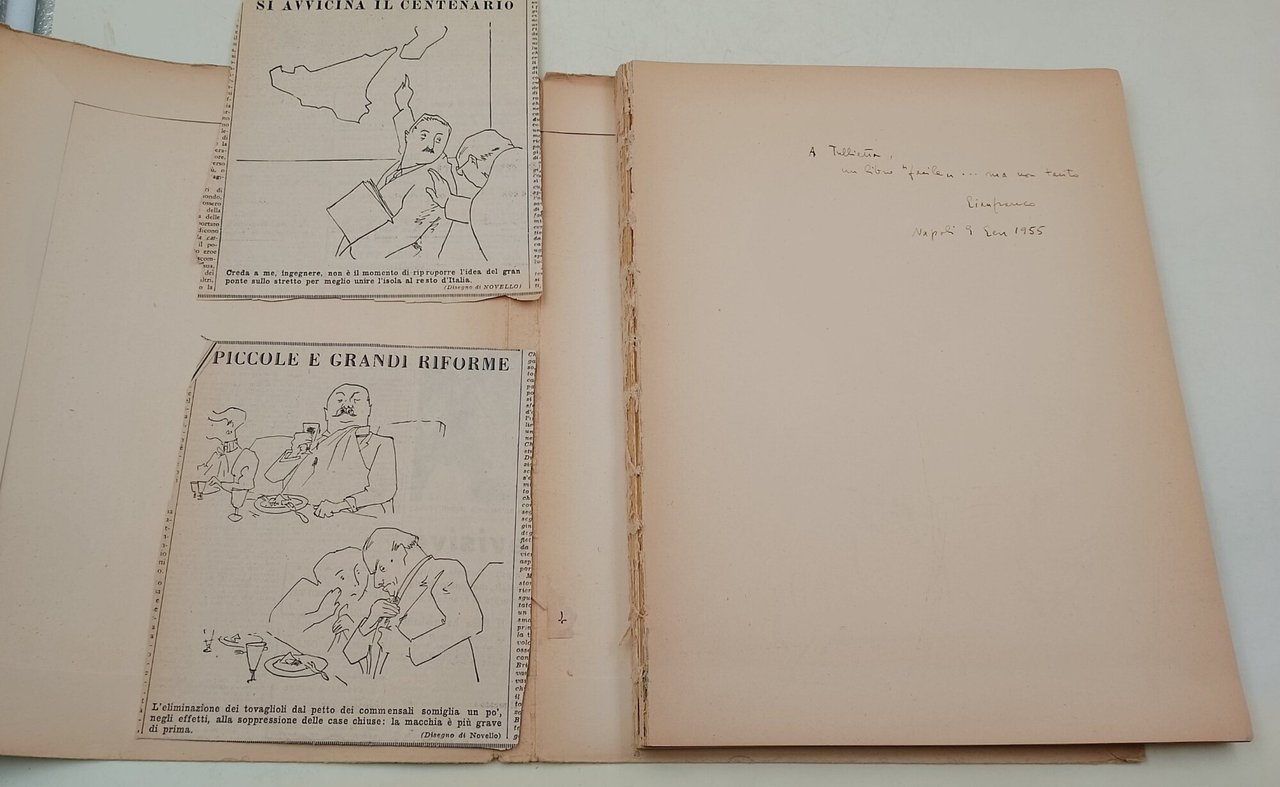 SI AVVICINA IL CENTENARIO
Creda a me, ingegnere, non è il momento di riproporre l'idea del gran
ponte sullo stretto per meglio unire l'isola al resto d'Italia.
(Disegno di NOVELLO)
PICCOLE E GRANDI RIFORME
L'eliminazione dei tovaglioli dal petto dei commensali somiglia un po',
negli effetti, alla soppressione delle case chiuse: la macchia è più grave
di prima.
(Disegno di Novello)
A Tullietta,
un libro "facile" ... ma non tanto
Gianfranco
Napoli 9 Gen 1955